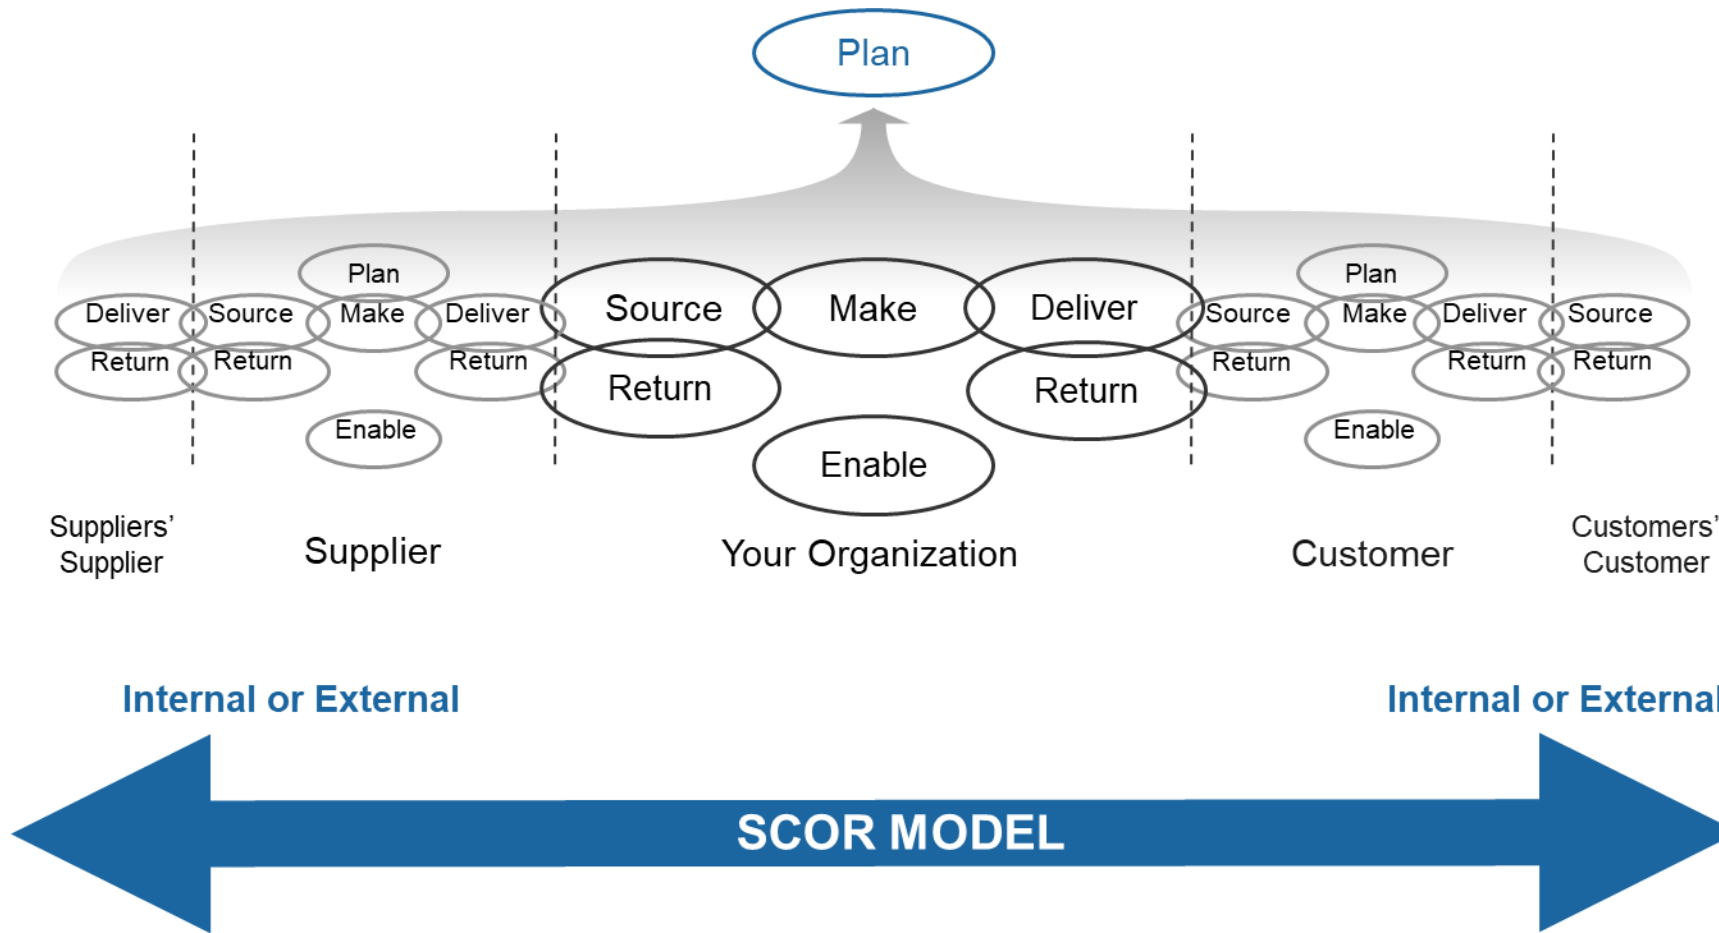 Plan
Plan
Plan
Deliver Source Make Deliver Source Make Deliver Source Make Deliver Source
Return Return Return Return Return Return Return Return
Enable Enable Enable
Suppliers’
Supplier
Supplier
Your Organization
Customer
Customers’
Customer
Internal or External
Internal or External
SCOR MODEL